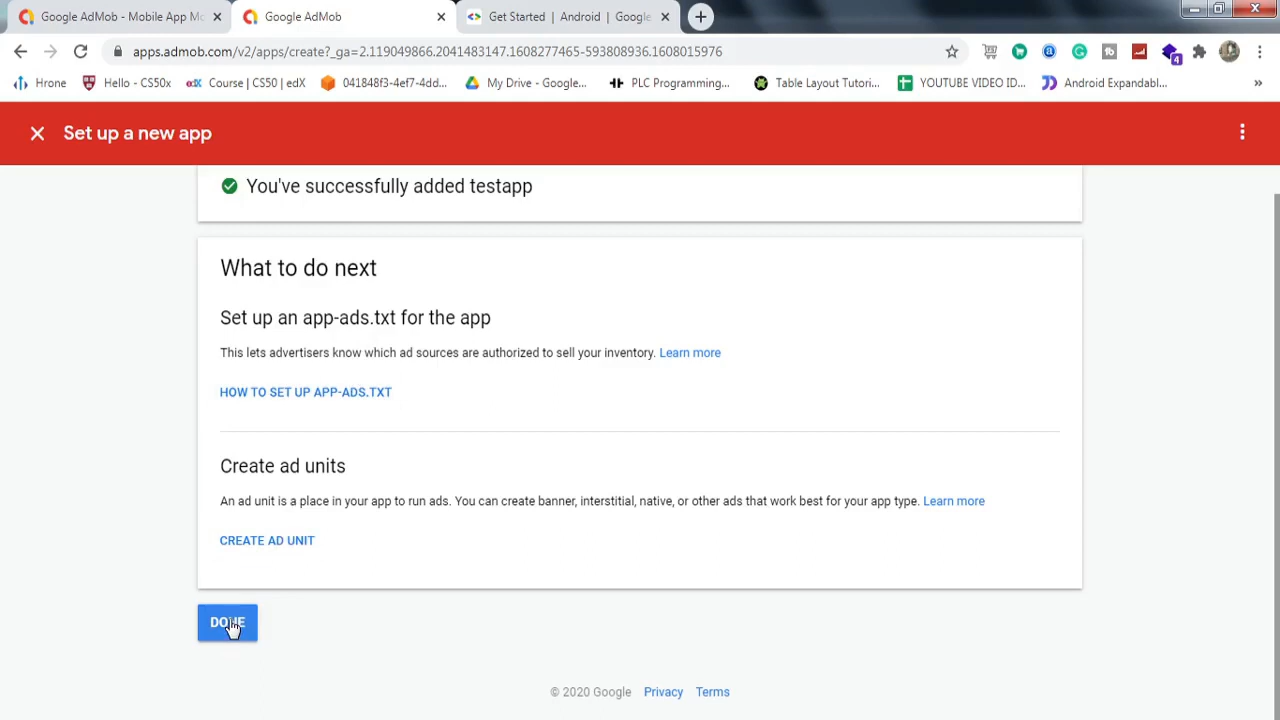 Google AdMob - Mobile App Mo
Google AdMob
Get Started | Android | Google
apps.admob.com/v2/apps/create?_ga=2.119049866.2041483147.1608277465-593808936.1608015976
4
Hrone
Hello - CS50x
edX
Course | CS50 | edX
041848f3-4ef7-4dd...
My Drive - Google...
PLC Programming...
Table Layout Tutori...
YOUTUBE VIDEO ID...
Android Expandabl...
»
Set up a new app
You've successfully added testapp
What to do next
Set up an app-ads.txt for the app
This lets advertisers know which ad sources are authorized to sell your inventory. Learn more
HOW TO SET UP APP-ADS.TXT
Create ad units
An ad unit is a place in your app to run ads. You can create banner, interstitial, native, or other ads that work best for your app type. Learn more
CREATE AD UNIT
DONE
© 2020 Google Privacy Terms